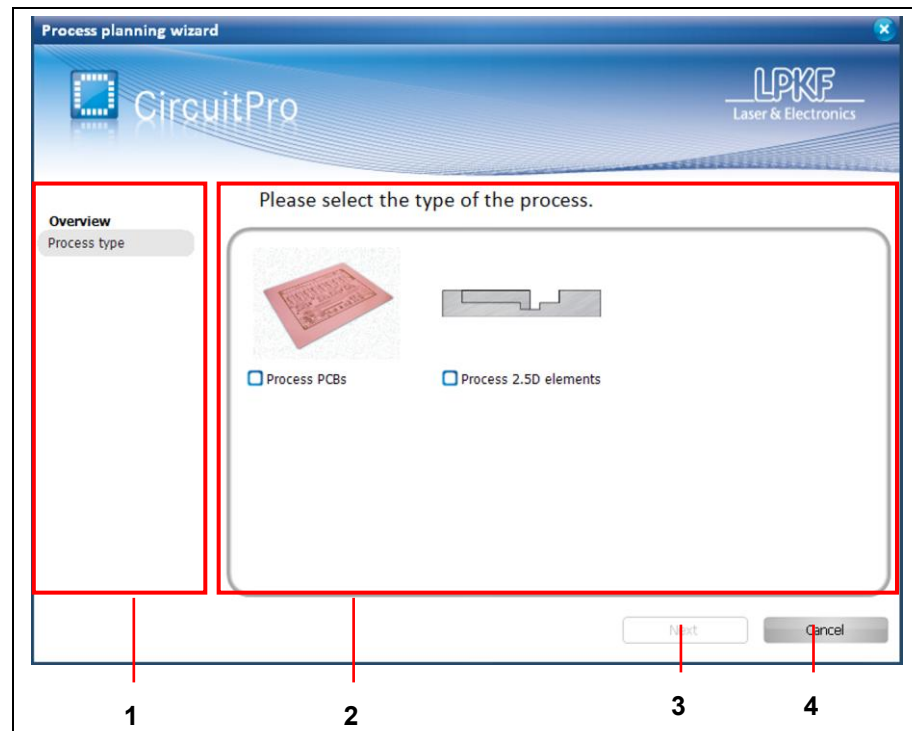 Process planning wizard
CircuitPro
LPKF
Laser & Electronics
Overview
Process type
Please select the type of the process.
Process PCBs
Process 2.5D elements
Next
Cancel
1
2
3
4